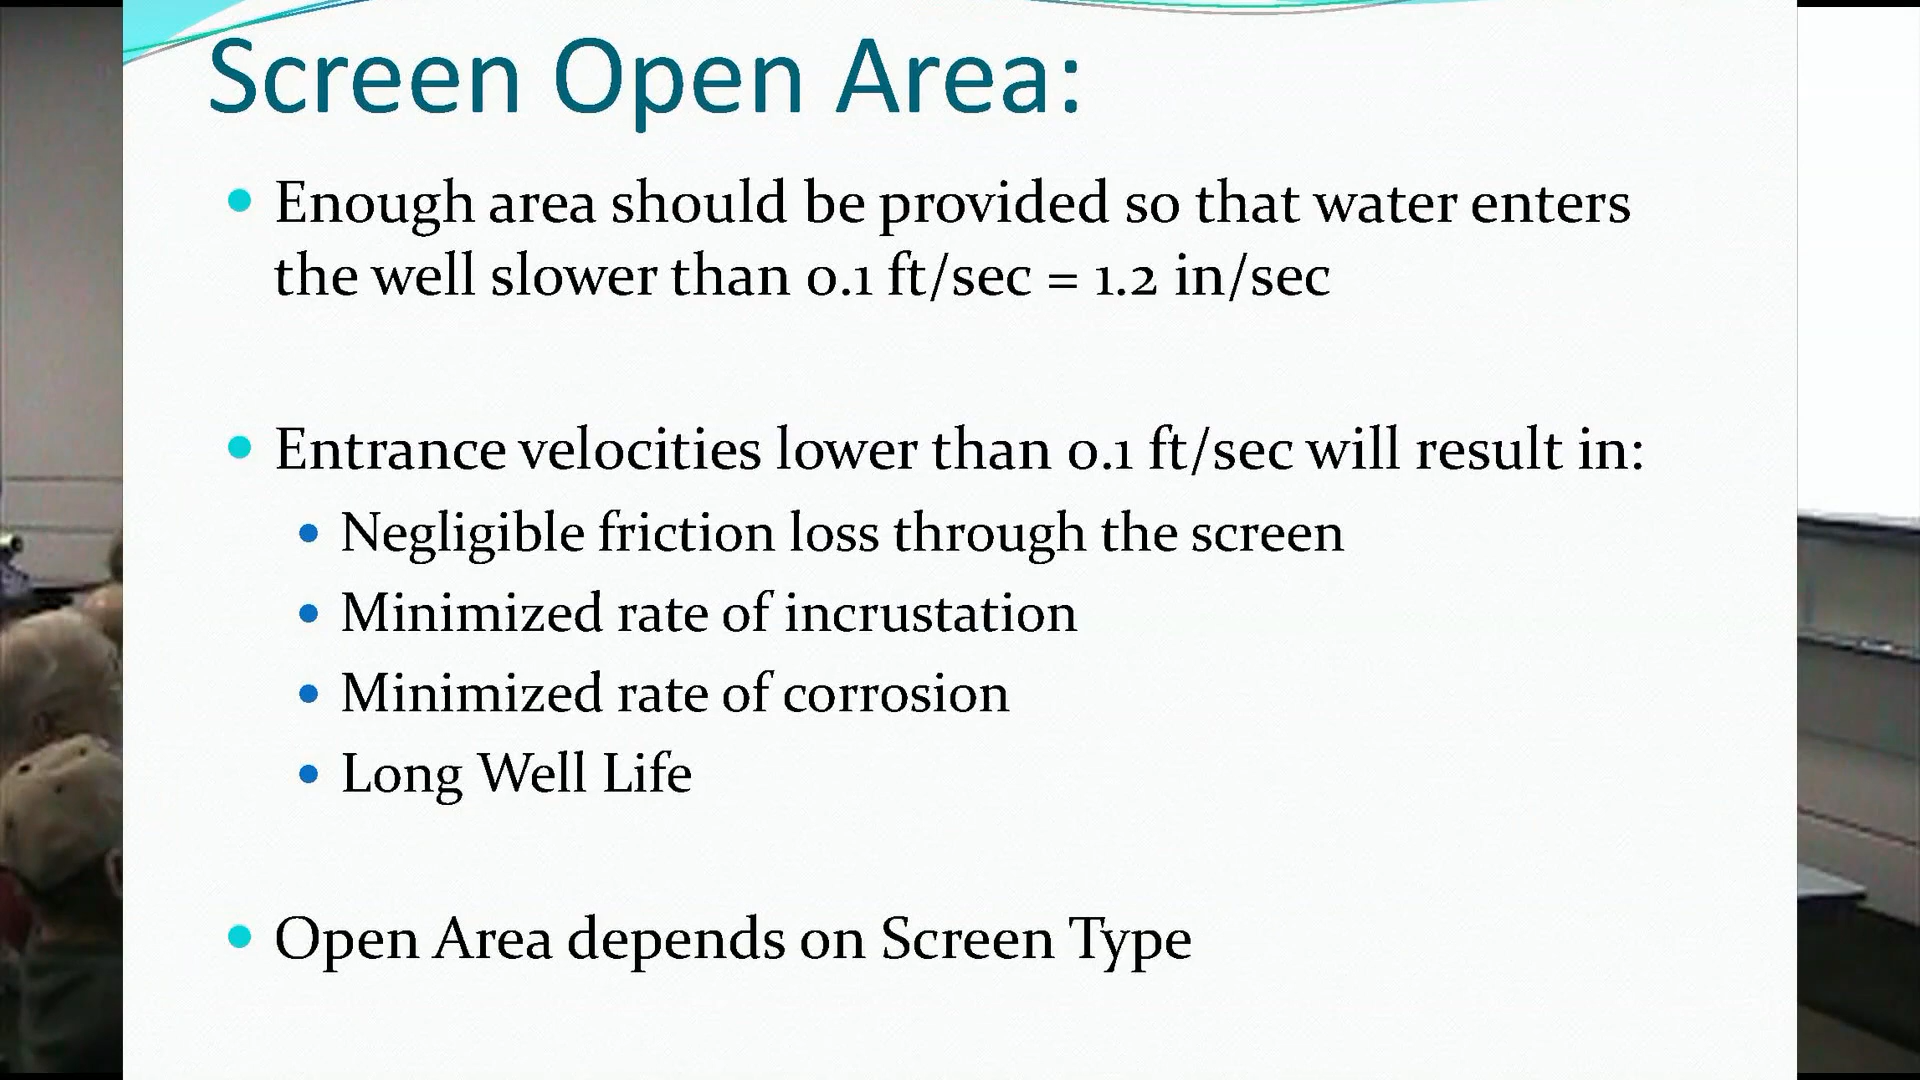 Screen Open Area:
• Enough area should be provided so that water enters
the well slower than 0.1 ft/sec = 1.2 in/sec
• Entrance velocities lower than 0.1 ft/sec will result in:
• Negligible friction loss through the screen
• Minimized rate of incrustation
• Minimized rate of corrosion
• Long Well Life
• Open Area depends on Screen Type